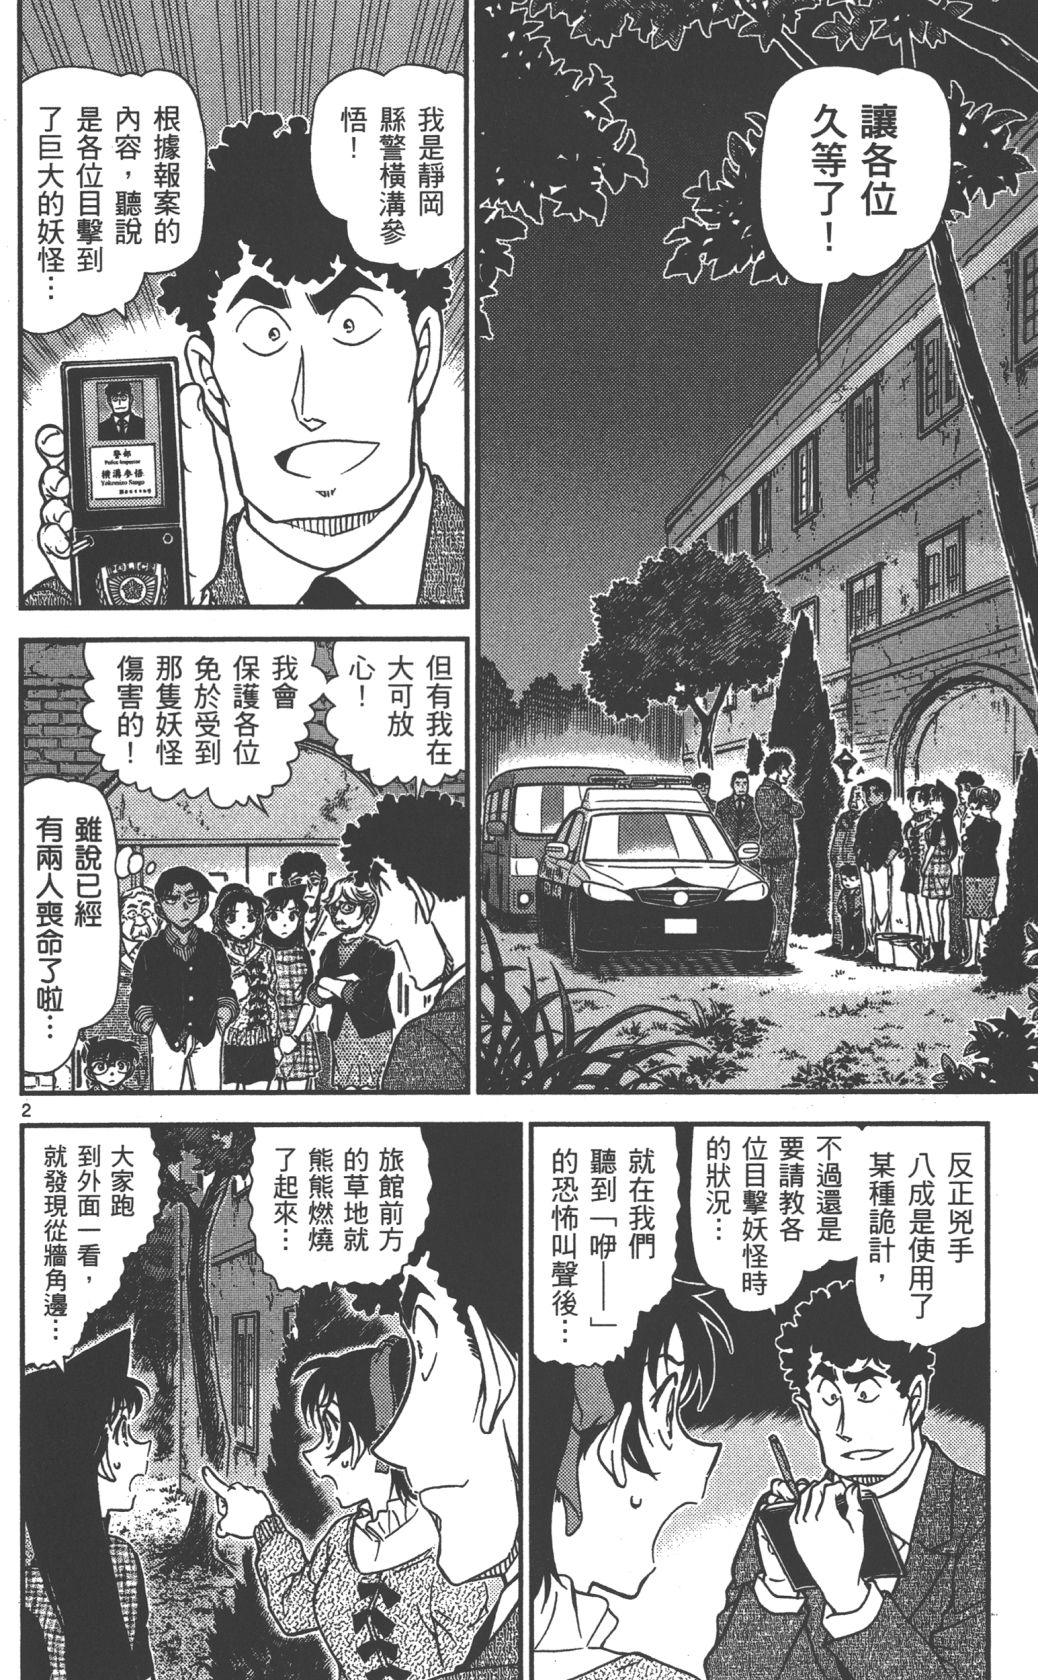 讓各位
久等了！
我是靜岡
縣警橫溝參
悟！
警部
Police Inspector
橫溝參悟
Yokomizo Sango
POLICE
根據報案的
內容，聽說
是各位目擊到
了巨大的妖怪…
但有我在
大可放
心！
我會
保護各位
免於受到
那隻妖怪
傷害的！
雖說已經
有兩人喪命了啦…
2
反正兇手
八成是使用了
某種詭計，
不過還是
要請教各
位目擊妖怪時
的狀況…
就在我們
聽到「咿——」
的恐怖叫聲後…
旅館前方
的草地就
熊熊燃燒
了起來…
大家跑
到外面一看，
就發現從牆角邊…